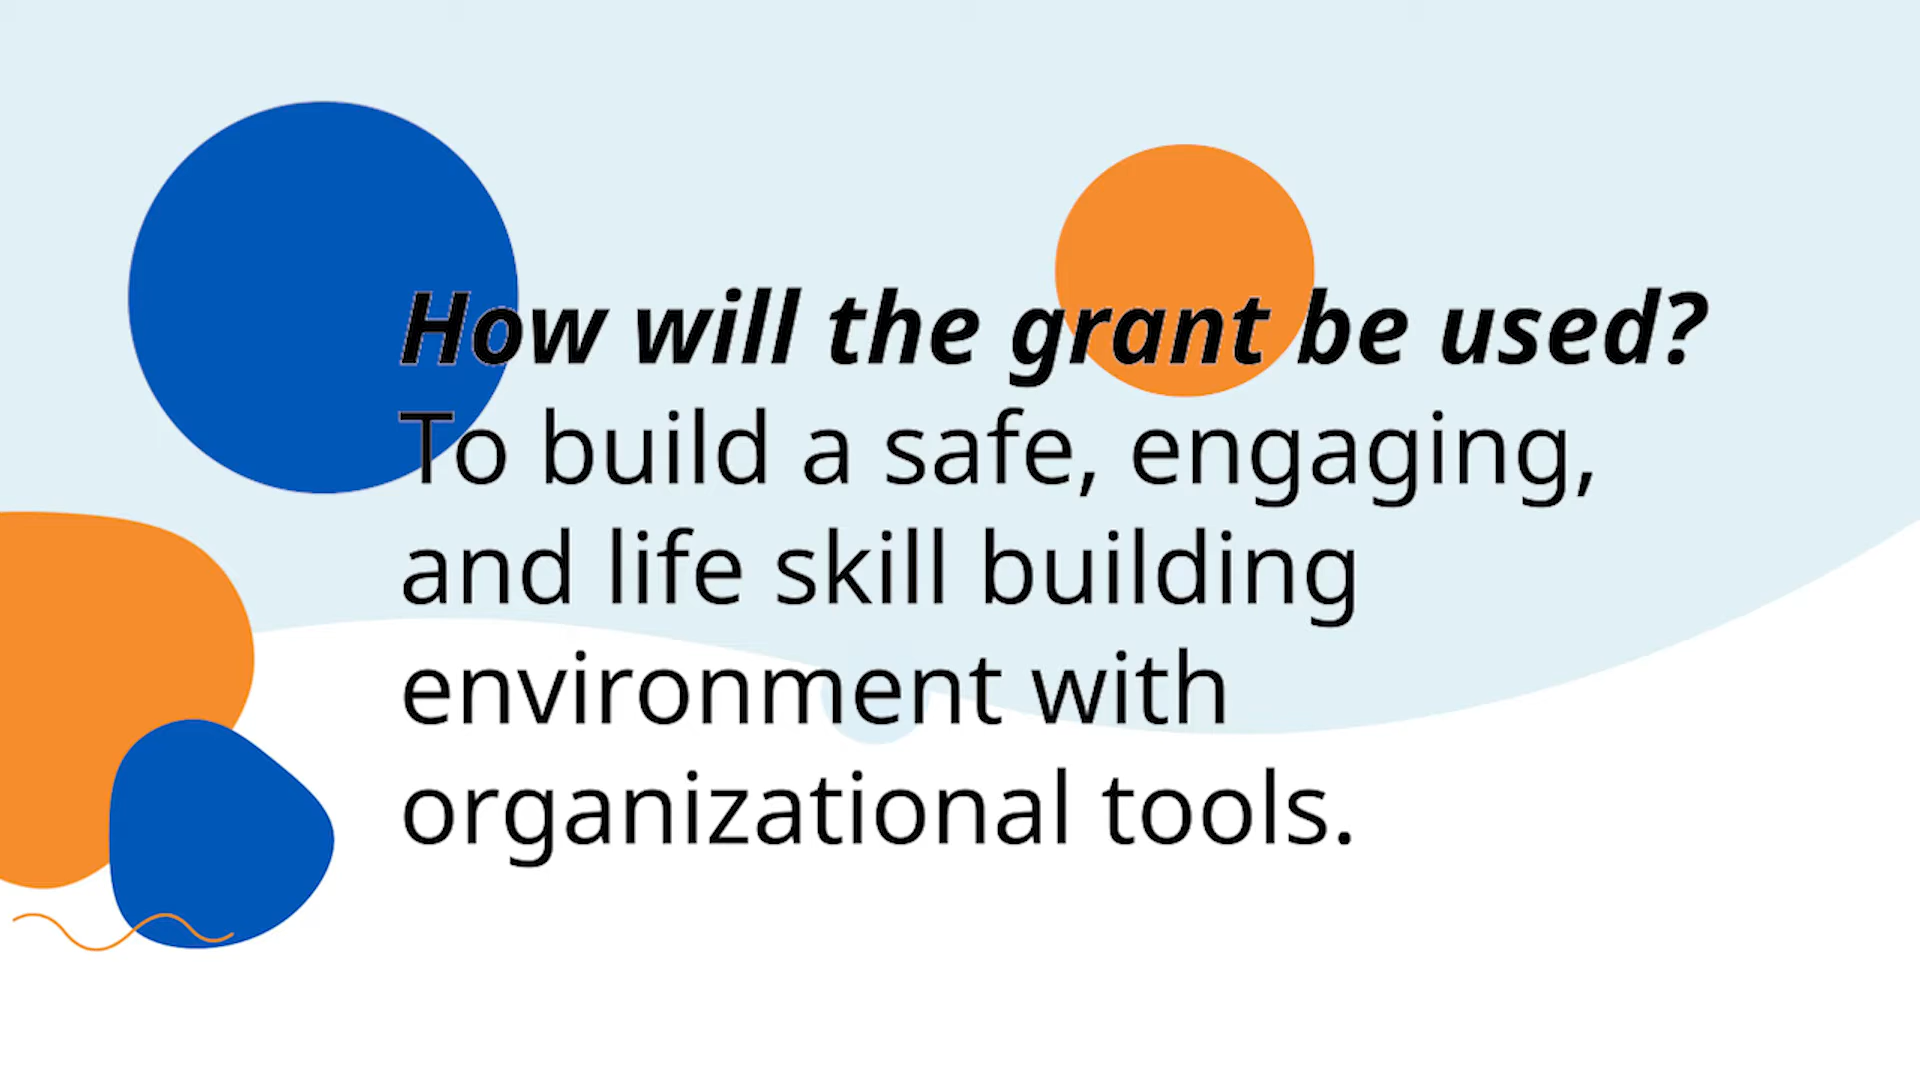 How will the grant be used?
To build a safe, engaging,
and life skill building
environment with
organizational tools.